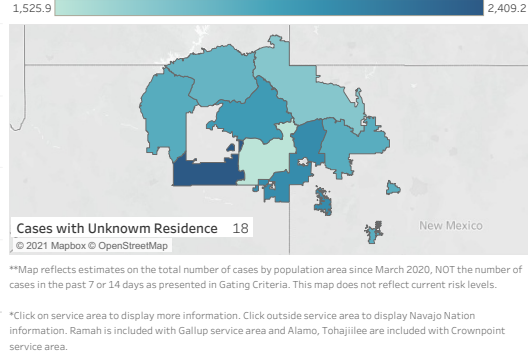 1,525.9 2,409.2
New Mexico
Cases with Unknowm Residence 18
© 2021 Mapbox © OpenStreetMap
**Map reflects estimates on the total number of cases by population area since March 2020, NOT the number of
cases in the past 7 or 14 days as presented in Gating Criteria. This map does not reflect current risk levels.
*Click on service area to display more information. Click outside service area to display Navajo Nation
information. Ramah is included with Gallup service area and Alamo, Tohajiilee are included with Crownpoint
service area.